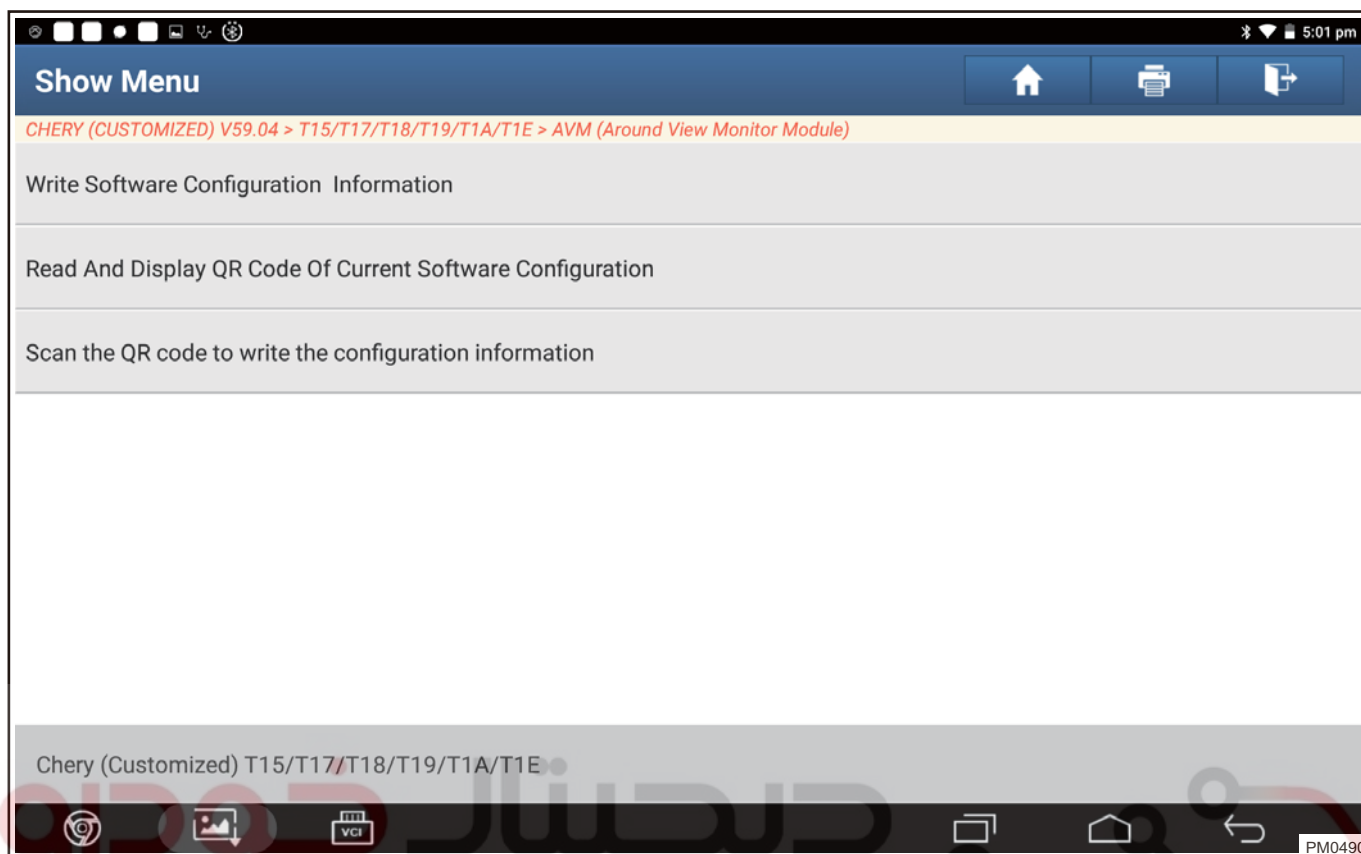 5:01 pm
Show Menu
CHERY (CUSTOMIZED) V59.04 > T15/T17/T18/T19/T1A/T1E > AVM (Around View Monitor Module)
Write Software Configuration Information
Read And Display QR Code Of Current Software Configuration
Scan the QR code to write the configuration information
Chery (Customized) T15/T17/T18/T19/T1A/T1E
دیجیتال خودرو
VCI